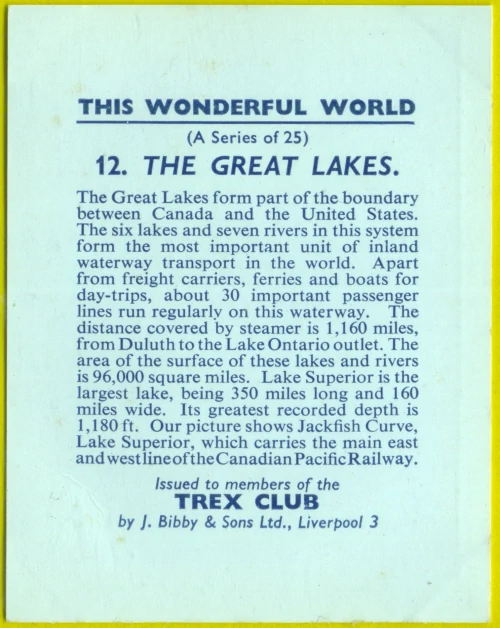 THIS WONDERFUL WORLD
(A Series of 25)
12. THE GREAT LAKES.
The Great Lakes form part of the boundary
between Canada and the United States.
The six lakes and seven rivers in this system
form the most important unit of inland
waterway transport in the world. Apart
from freight carriers, ferries and boats for
day-trips, about 30 important passenger
lines run regularly on this waterway. The
distance covered by steamer is 1,160 miles,
from Duluth to the Lake Ontario outlet. The
area of the surface of these lakes and rivers
is 96,000 square miles. Lake Superior is the
largest lake, being 350 miles long and 160
miles wide. Its greatest recorded depth is
1,180 ft. Our picture shows Jackfish Curve,
Lake Superior, which carries the main east
and west line of the Canadian Pacific Railway.
Issued to members of the
TREX CLUB
by J. Bibby & Sons Ltd., Liverpool 3